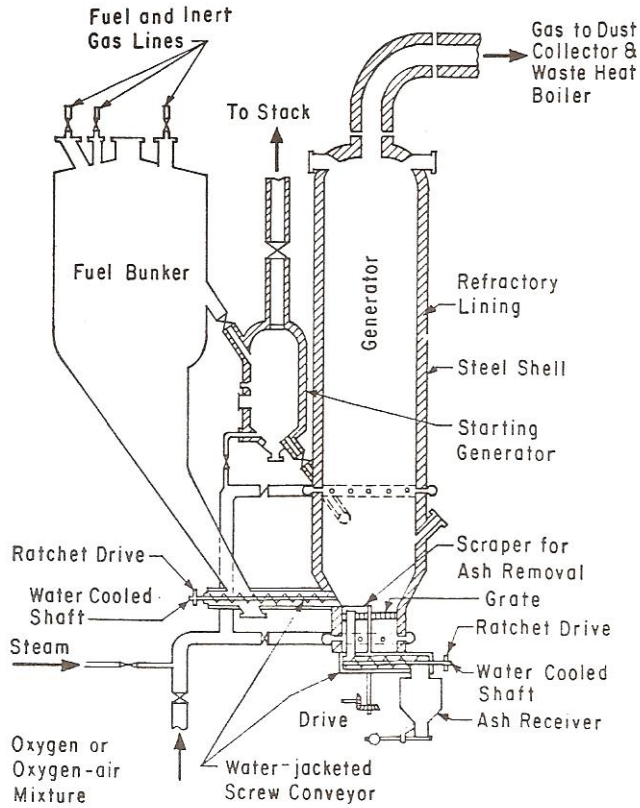 Fuel and Inert
Gas Lines
Gas to Dust
Collector &
Waste Heat
Boiler
To Stack
Fuel Bunker
Generator
Refractory
Lining
Steel Shell
Starting
Generator
Ratchet Drive
Water Cooled
Shaft
Steam
Scraper for
Ash Removal
Grate
Ratchet Drive
Water Cooled
Shaft
Drive
Ash Receiver
Oxygen or
Oxygen-air
Mixture
Water-jacketed
Screw Conveyor